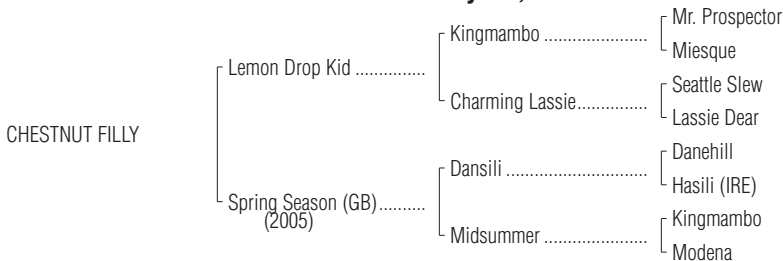 Mr. Prospector
Kingmambo ....................
Miesque
Lemon Drop Kid ...............
Seattle Slew
Charming Lassie...............
Lassie Dear
CHESTNUT FILLY
Danehill
Dansili ...........................
Hasili (IRE)
Spring Season (GB)..........
(2005)
Kingmambo
Midsummer ....................
Modena